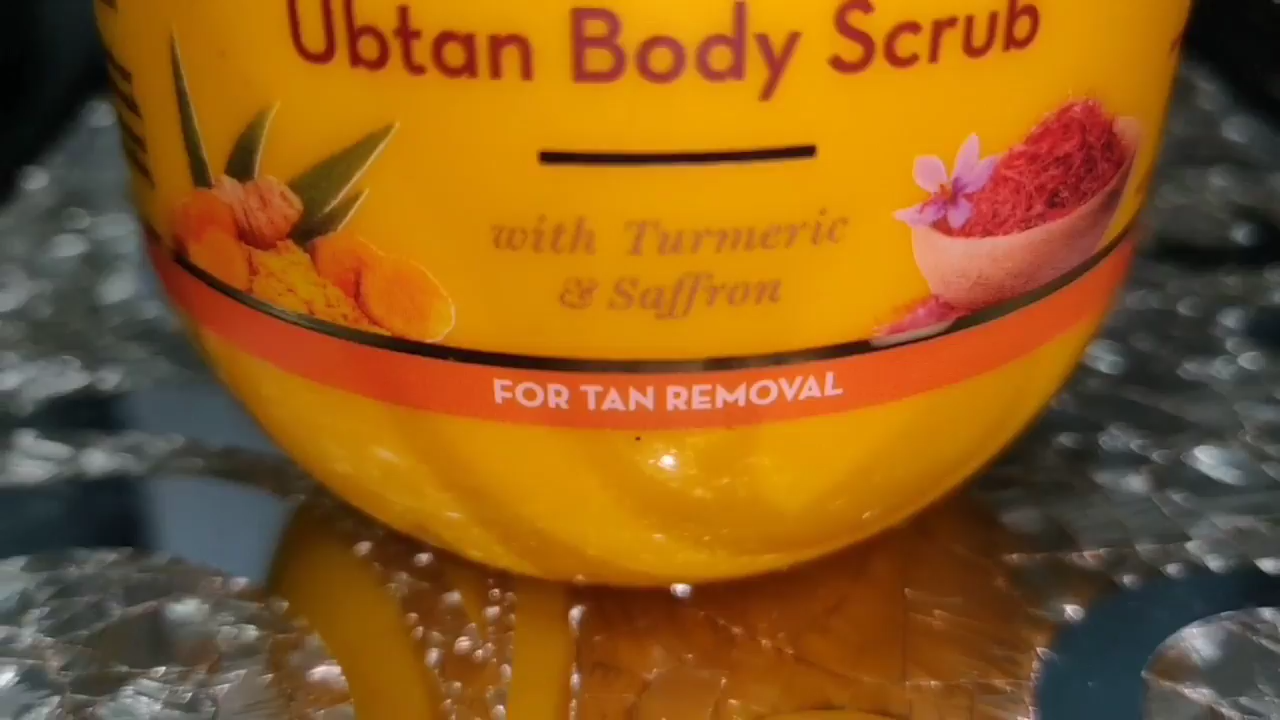 Ubtan Body Scrub
with Turmeric
& Saffron
FOR TAN REMOVAL